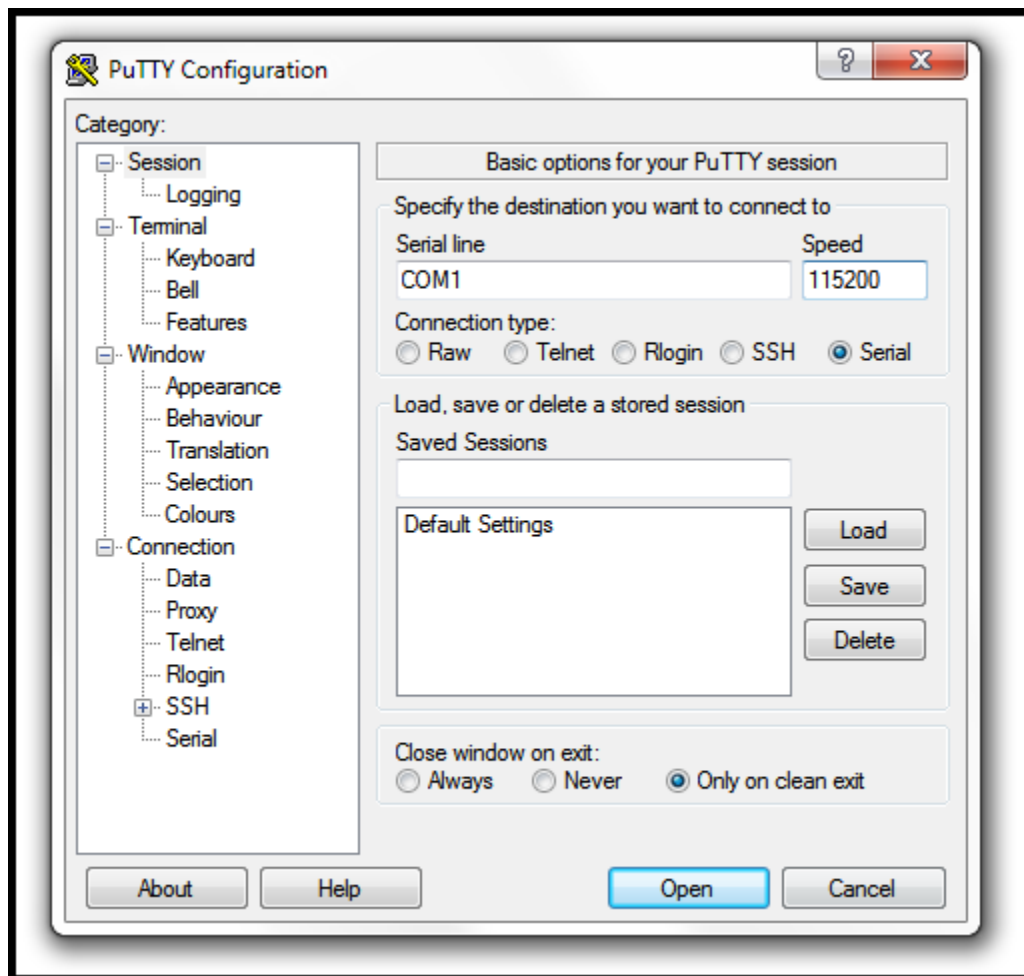 PuTTY Configuration
Category:
Session
Logging
Terminal
Keyboard
Bell
Features
Window
Appearance
Behaviour
Translation
Selection
Colours
Connection
Data
Proxy
Telnet
Rlogin
SSH
Serial
Basic options for your PuTTY session
Specify the destination you want to connect to
Serial line Speed
COM1 115200
Connection type:
Raw Telnet Rlogin SSH Serial
Load, save or delete a stored session
Saved Sessions
Default Settings
Load
Save
Delete
Close window on exit:
Always Never Only on clean exit
About Help Open Cancel